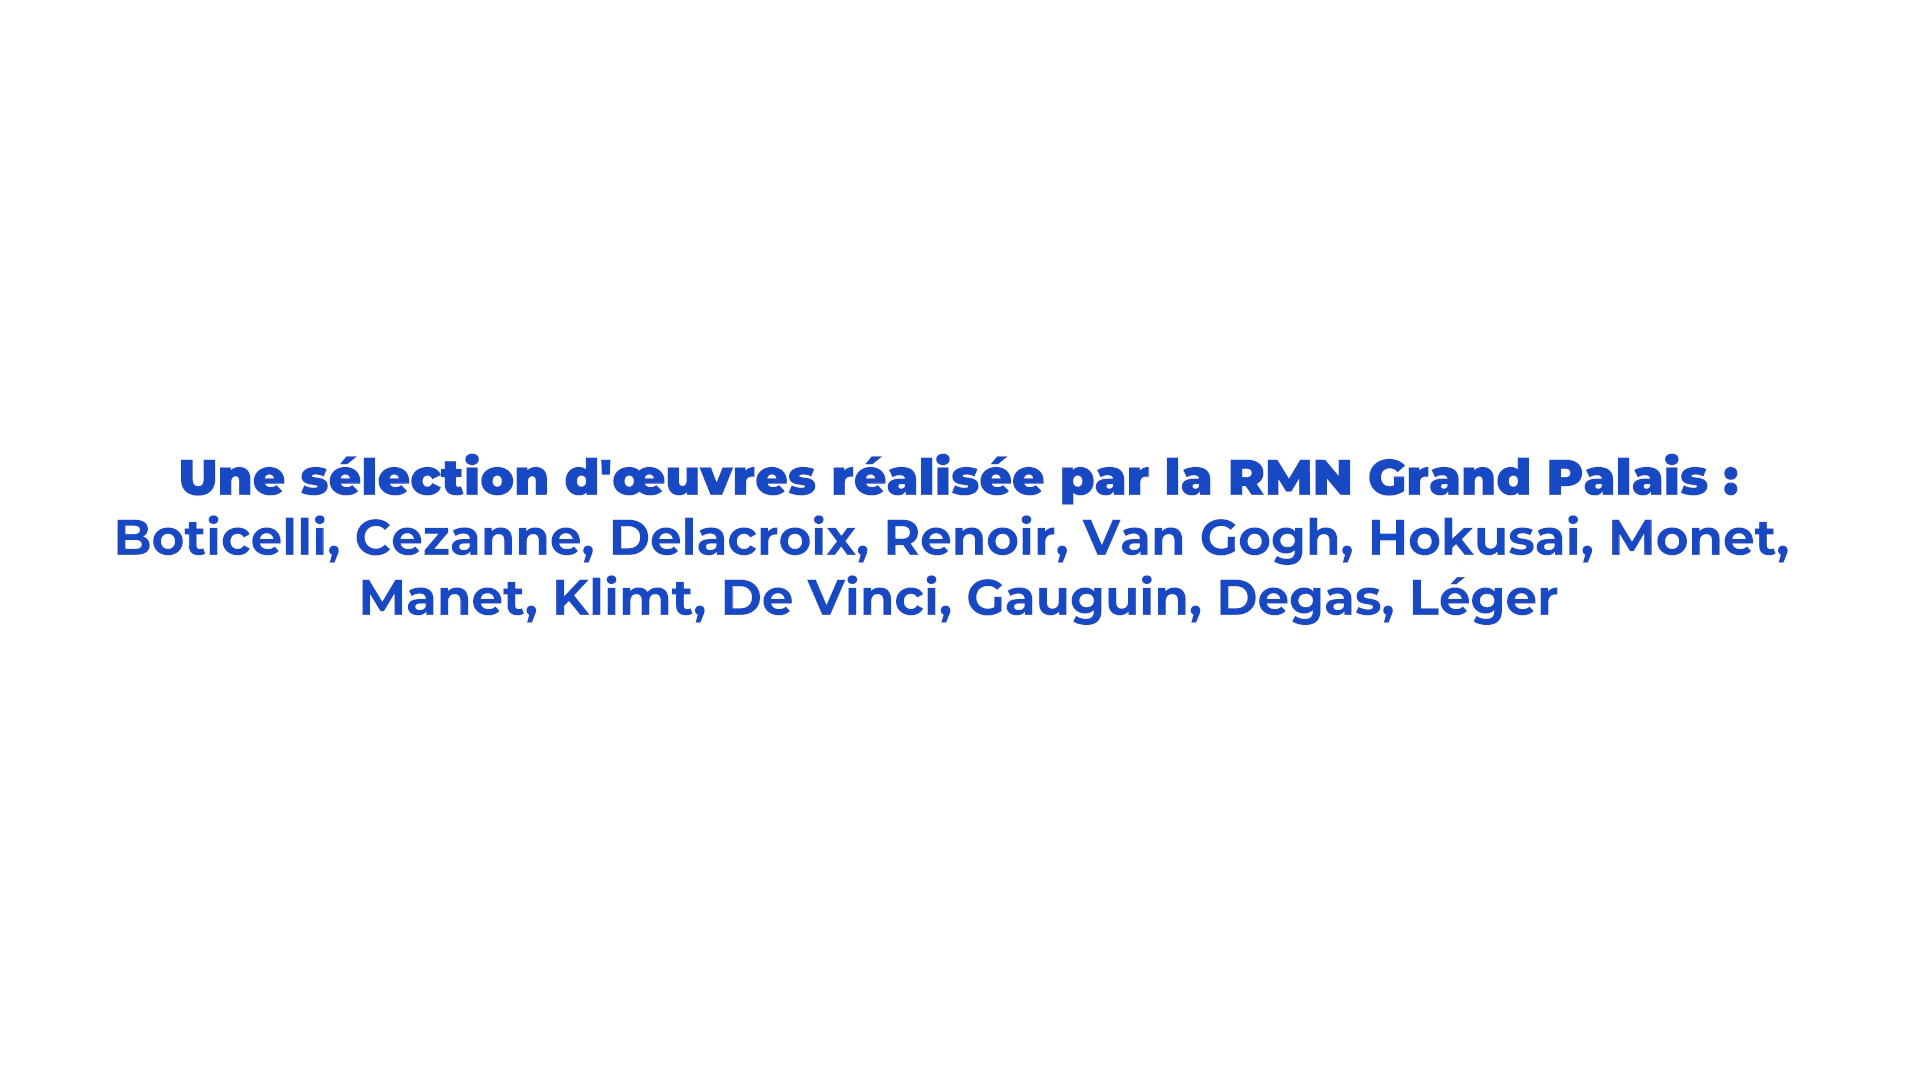 Une sélection d'œuvres réalisée par la RMN Grand Palais :
Boticelli, Cezanne, Delacroix, Renoir, Van Gogh, Hokusai, Monet,
Manet, Klimt, De Vinci, Gauguin, Degas, Léger